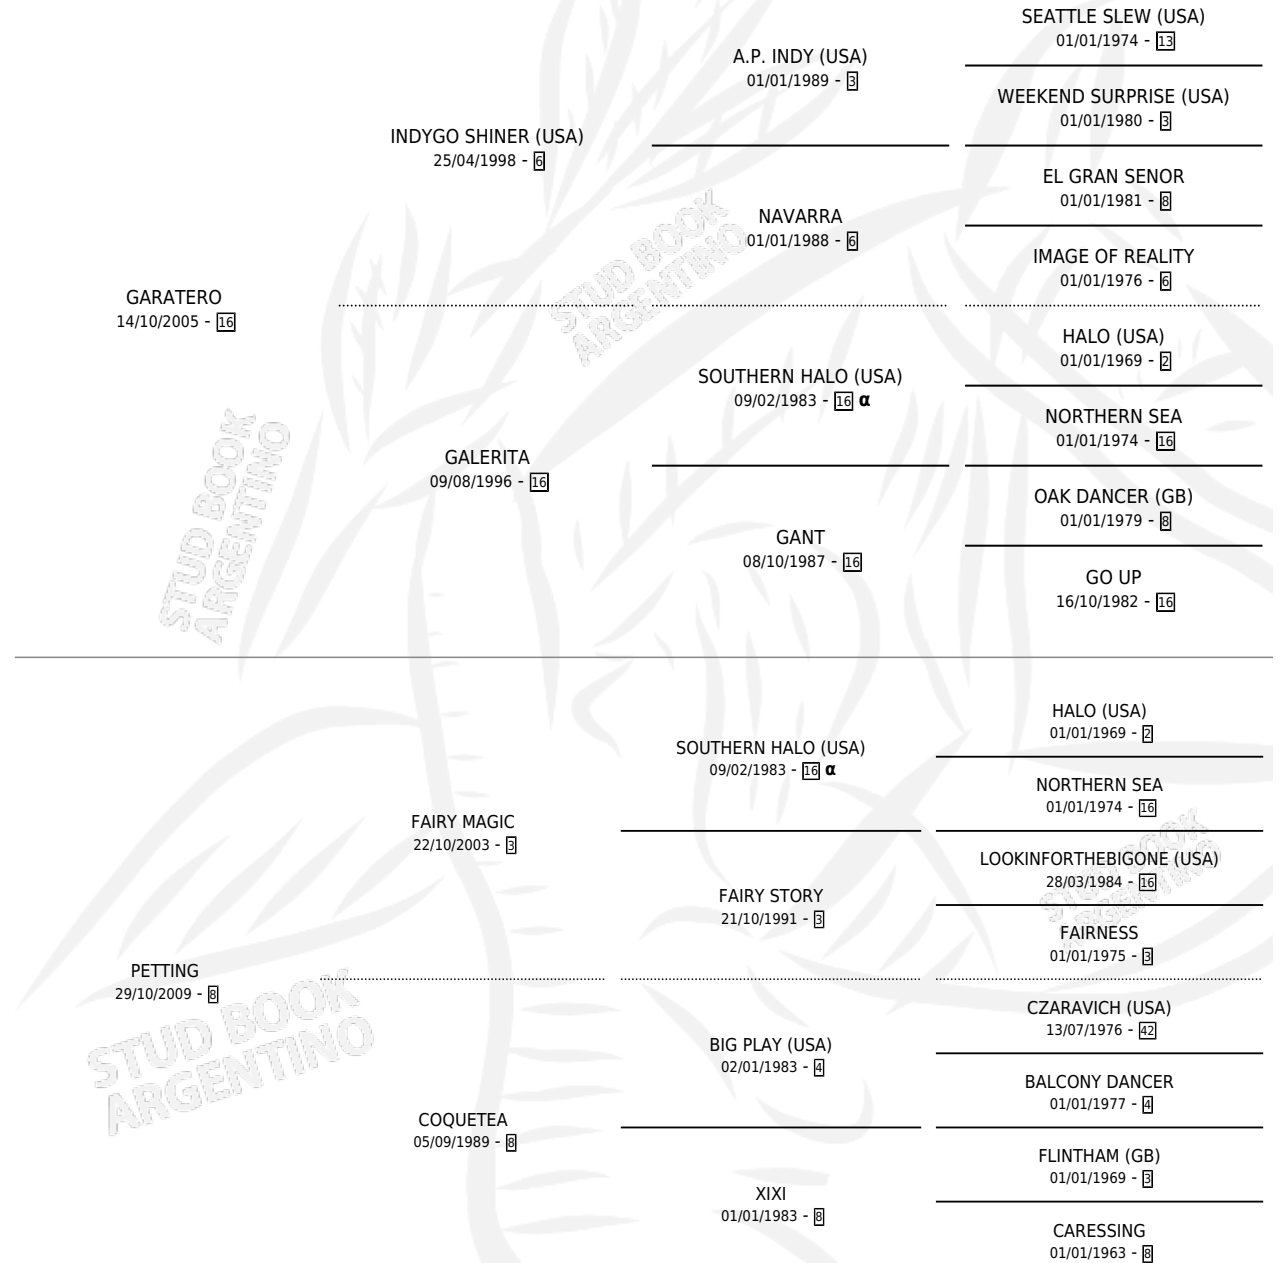 SEATTLE SLEW (USA)
01/01/1974 - 13
A.P. INDY (USA)
01/01/1989 - 3
WEEKEND SURPRISE (USA)
01/01/1980 - 3
INDYGO SHINER (USA)
25/04/1998 - 6
EL GRAN SENOR
01/01/1981 - 8
NAVARRA
01/01/1988 - 6
IMAGE OF REALITY
01/01/1976 - 6
GARATERO
14/10/2005 - 16
HALO (USA)
01/01/1969 - 2
SOUTHERN HALO (USA)
09/02/1983 - 16 α
NORTHERN SEA
01/01/1974 - 16
GALERITA
09/08/1996 - 16
OAK DANCER (GB)
01/01/1979 - 8
GANT
08/10/1987 - 16
GO UP
16/10/1982 - 16
HALO (USA)
01/01/1969 - 2
SOUTHERN HALO (USA)
09/02/1983 - 16 α
NORTHERN SEA
01/01/1974 - 16
FAIRY MAGIC
22/10/2003 - 3
LOOKINFORTHEBIGONE (USA)
28/03/1984 - 16
FAIRY STORY
21/10/1991 - 3
FAIRNESS
01/01/1975 - 3
PETTING
29/10/2009 - 8
CZARAVICH (USA)
13/07/1976 - 42
BIG PLAY (USA)
02/01/1983 - 4
BALCONY DANCER
01/01/1977 - 4
COQUETEA
05/09/1989 - 8
FLINTHAM (GB)
01/01/1969 - 3
XIXI
01/01/1983 - 8
CARESSING
01/01/1963 - 8
STUD BOOK
ARGENTINO
STUD BOOK
ARGENTINO
STUD BOOK
ARGENTINO
STUD BOOK
ARGENTINO